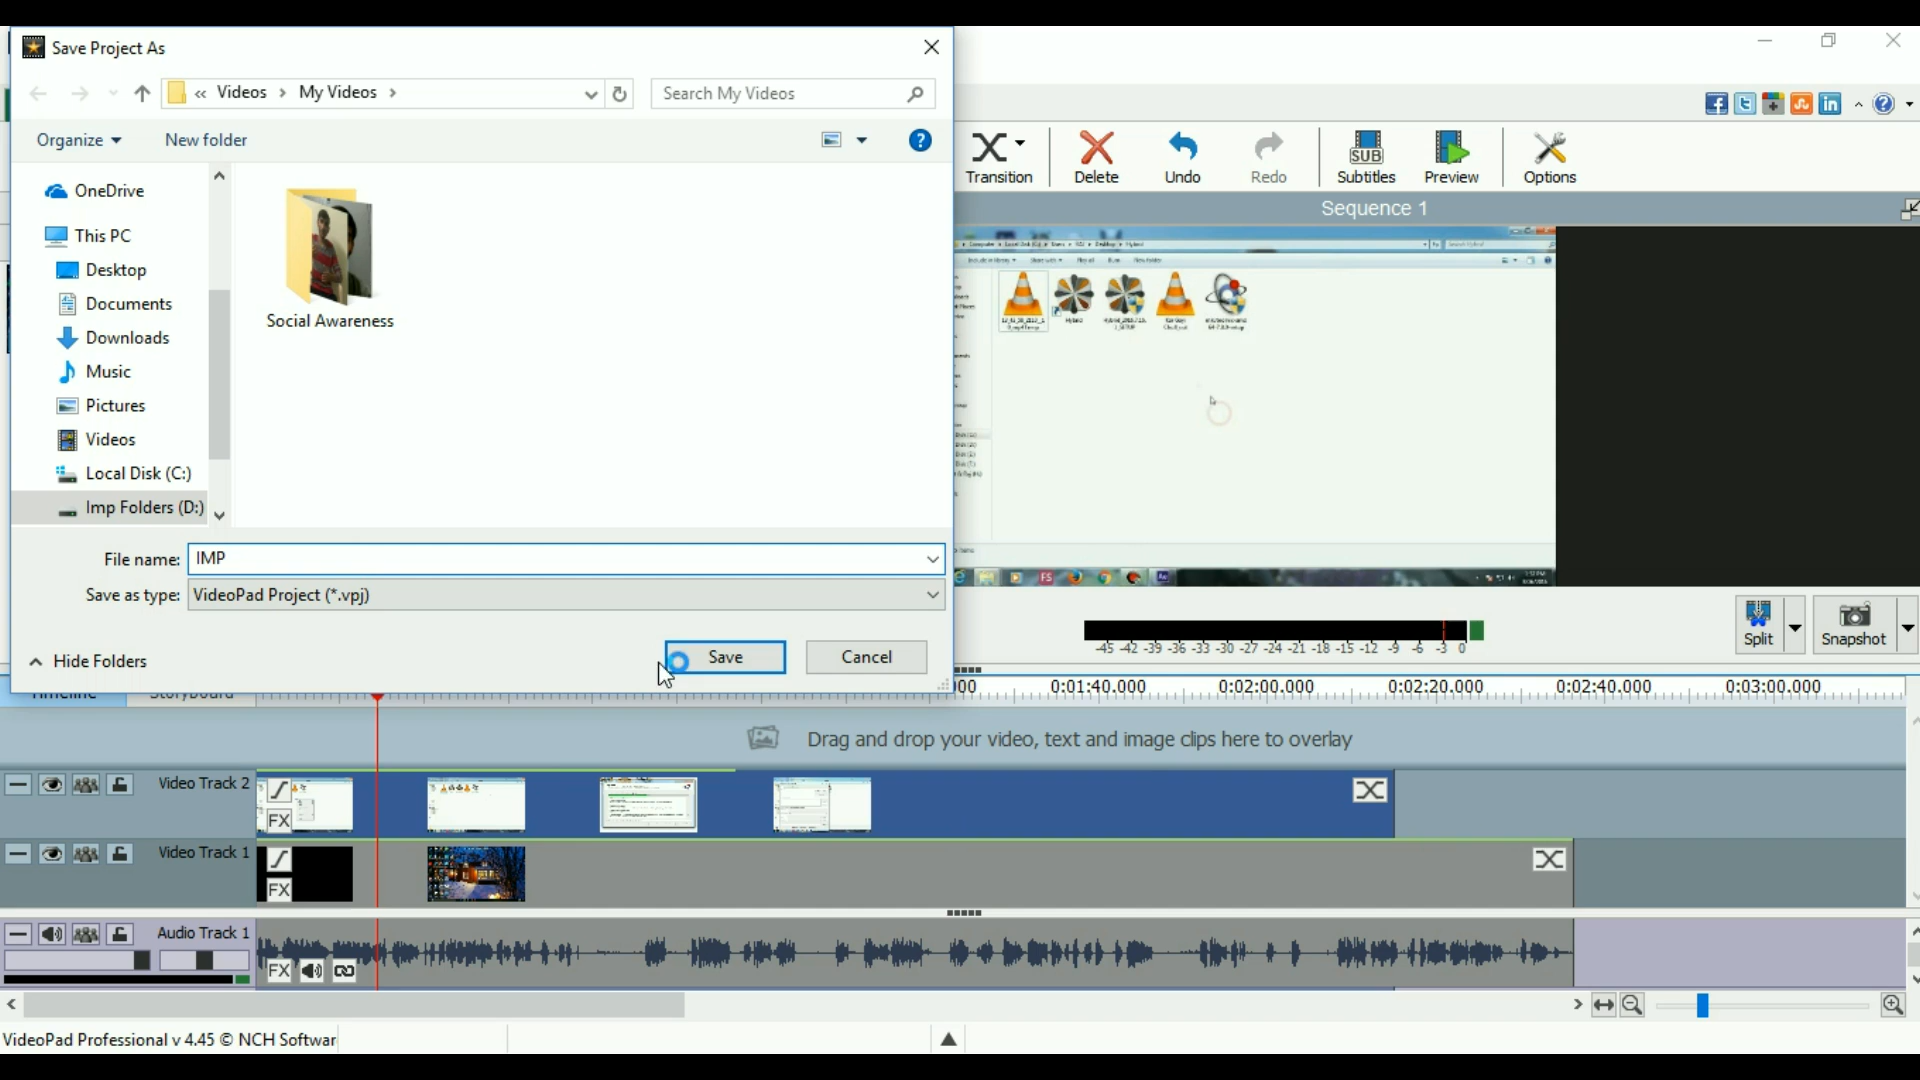 Save Project As
« Videos › My Videos ›
Search My Videos
Organize
New folder
OneDrive
This PC
Desktop
Documents
Downloads
Music
Pictures
Videos
Local Disk (C:)
Imp Folders (D:)
Social Awareness
File name: IMP
Save as type: VideoPad Project (*.vpj)
Hide Folders
Save
Cancel
Transition
Delete
Undo
Redo
SUB
Subtitles
Preview
Options
Sequence 1
-45 -42 -39 -36 -33 -30 -27 -24 -21 -18 -15 -12 -9 -6 -3 0
Split
Snapshot
Timeline
Storyboard
0:01:40.000 0:02:00.000 0:02:20.000 0:02:40.000 0:03:00.000
Drag and drop your video, text and image clips here to overlay
Video Track 2
FX
Video Track 1
FX
Audio Track 1
FX
VideoPad Professional v 4.45 © NCH Softwar